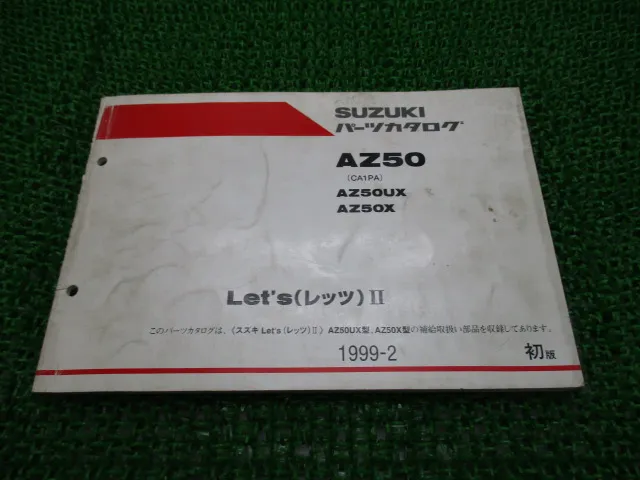 SUZUKI
パーツカタログ
AZ50
(CA1PA)
AZ50UX
AZ50X
Let's(レッツ)Ⅱ
このパーツカタログは、《スズキ Let's(レッツ)Ⅱ》 AZ50UX型、AZ50X型の補給取扱い部品を収録してあります。
1999-2
初版